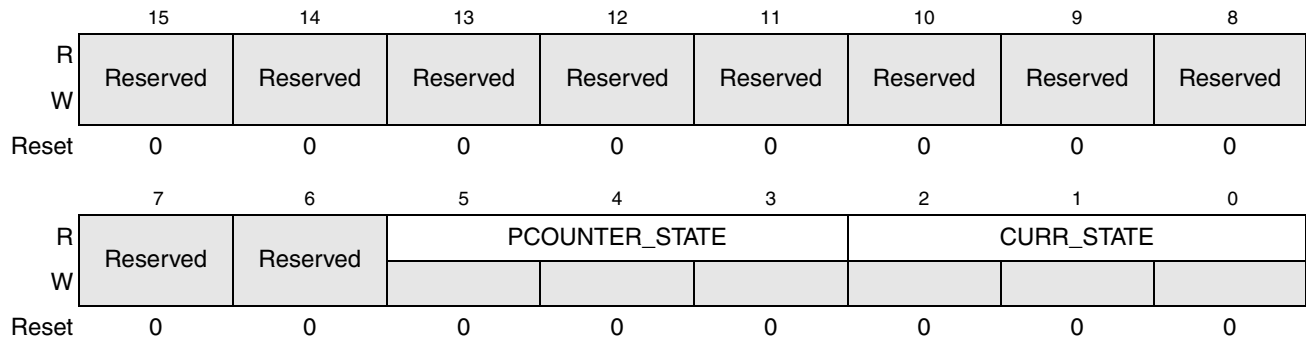 15 14 13 12 11 10 9 8
R
Reserved Reserved Reserved Reserved Reserved Reserved Reserved Reserved
W
Reset 0 0 0 0 0 0 0 0
7 6 5 4 3 2 1 0
R PCOUNTER_STATE CURR_STATE
Reserved Reserved
W
Reset 0 0 0 0 0 0 0 0